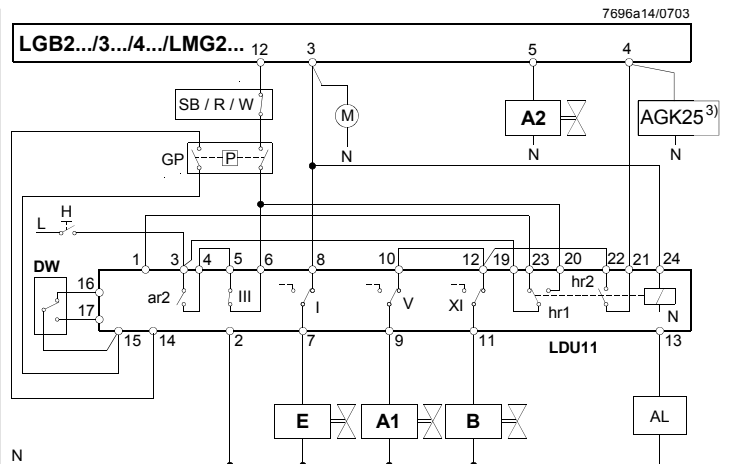 7696a14/0703
LGB2.../3.../4.../LMG2...
12
3
5
4
SB / R / W
M
A2
AGK25 3)
GP
P
N
N
N
H
L
1
3
4
5
6
8
10
12
19
23
20
22
21
24
DW
16
17
ar2
III
I
V
XI
hr2
hr1
N
15
14
2
7
9
11
LDU11
13
E
A1
B
AL
N